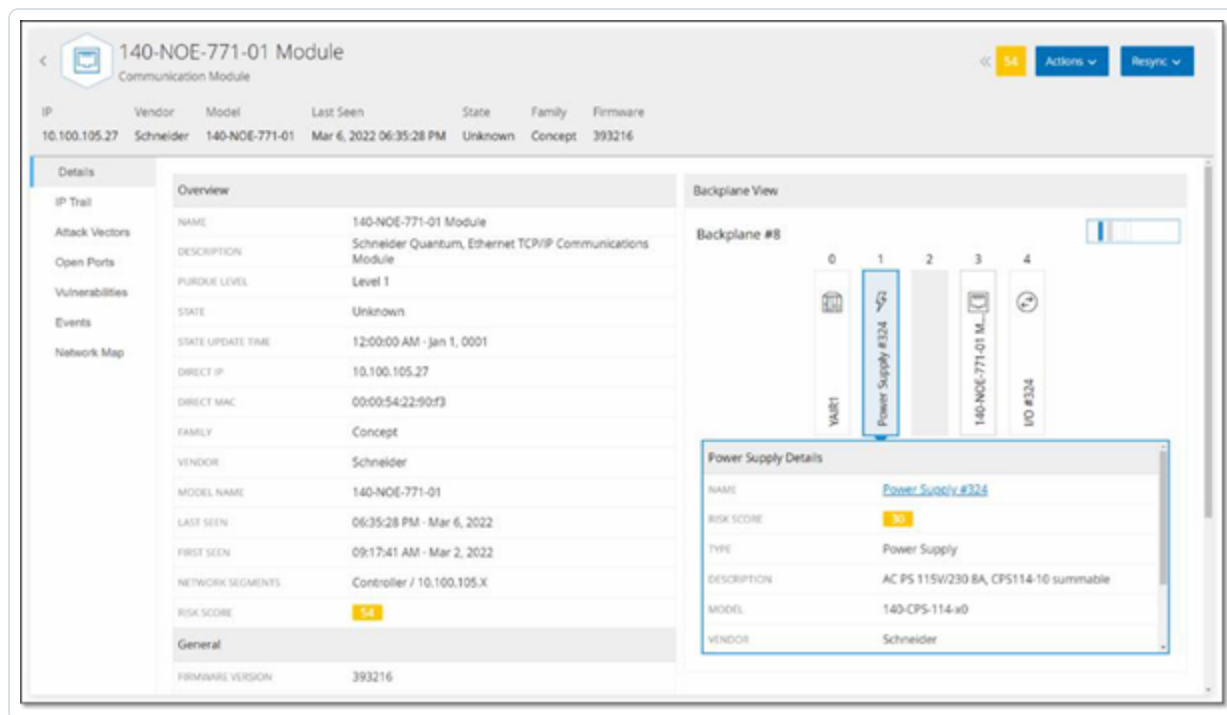 140-NOE-771-01 Module
Communication Module
54
Actions
Resync
IP Vendor Model Last Seen State Family Firmware
10.100.105.27 Schneider 140-NOE-771-01 Mar 6, 2022 06:35:28 PM Unknown Concept 393216
Details
IP Trail
Attack Vectors
Open Ports
Vulnerabilities
Events
Network Map
Overview
NAME 140-NOE-771-01 Module
DESCRIPTION Schneider Quantum, Ethernet TCP/IP Communications
Module
PURDUE LEVEL Level 1
STATE Unknown
STATE UPDATE TIME 12:00:00 AM - Jan 1, 0001
DIRECT IP 10.100.105.27
DIRECT MAC 00:00:54:22:90:f3
FAMILY Concept
VENDOR Schneider
MODEL NAME 140-NOE-771-01
LAST SEEN 06:35:28 PM - Mar 6, 2022
FIRST SEEN 09:17:41 AM - Mar 2, 2022
NETWORK SEGMENTS Controller / 10.100.105.X
RISK SCORE 54
General
FIRMWARE VERSION 393216
Backplane View
Backplane #8
0 1 2 3 4
YAIR1
Power Supply #324
140-NOE-771-01 M...
I/O #324
Power Supply Details
NAME Power Supply #324
RISK SCORE 30
TYPE Power Supply
DESCRIPTION AC PS 115V/230 8A, CPS114-10 summable
MODEL 140-CPS-114-x0
VENDOR Schneider